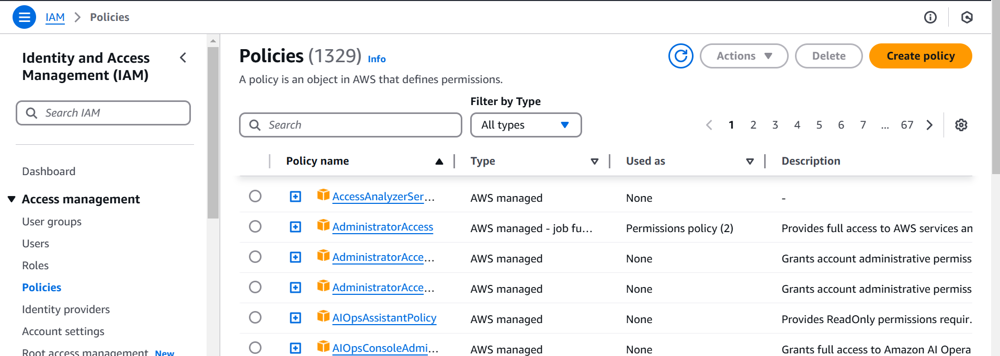 IAM > Policies
Identity and Access
Management (IAM)
Search IAM
Dashboard
Access management
User groups
Users
Roles
Policies
Identity providers
Account settings
Root access management New
Policies (1329) Info
Actions
Delete
Create policy
A policy is an object in AWS that defines permissions.
Filter by Type
Search
All types
1 2 3 4 5 6 7 ... 67
Policy name Type Used as Description
AccessAnalyzerSer... AWS managed None -
AdministratorAccess AWS managed - job fu... Permissions policy (2) Provides full access to AWS services an
AdministratorAcce... AWS managed None Grants account administrative permiss
AdministratorAcce... AWS managed None Grants account administrative permiss
AIOpsAssistantPolicy AWS managed None Provides ReadOnly permissions requir.
AIOpsConsoleAdmi... AWS managed None Grants full access to Amazon AI Opera